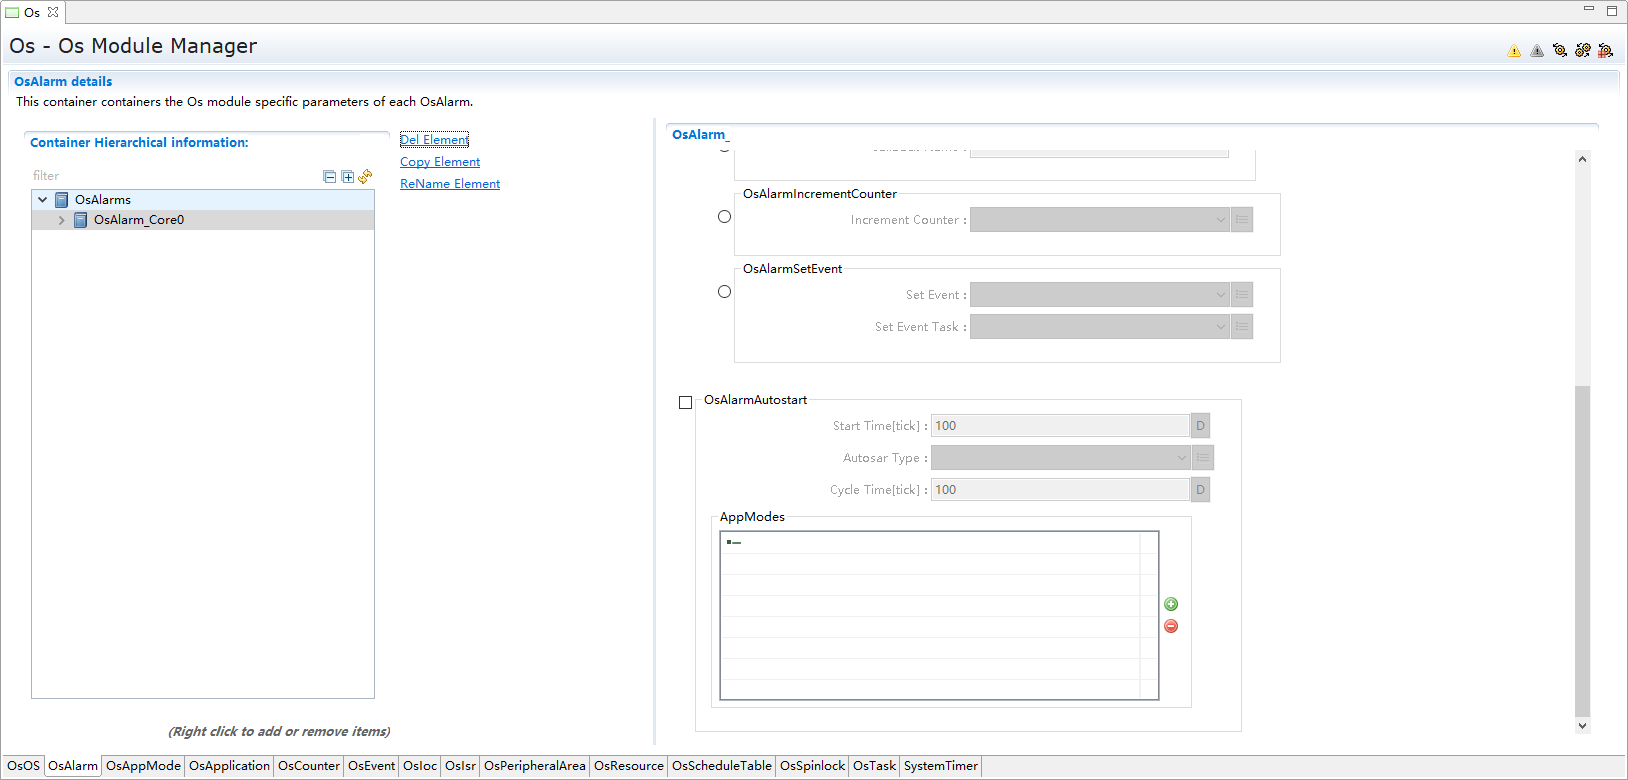 Os
Os - Os Module Manager
OsAlarm details
This container containers the Os module specific parameters of each OsAlarm.
Container Hierarchical information:
filter
OsAlarms
OsAlarm_Core0
(Right click to add or remove items)
Del Element
Copy Element
ReName Element
OsAlarm_
OsAlarmIncrementCounter
Increment Counter :
OsAlarmSetEvent
Set Event :
Set Event Task :
OsAlarmAutostart
Start Time[tick] : 100 D
Autosar Type :
Cycle Time[tick] : 100 D
AppModes
OsOS OsAlarm OsAppMode OsApplication OsCounter OsEvent OsIoc OsIsr OsPeripheralArea OsResource OsScheduleTable OsSpinlock OsTask SystemTimer